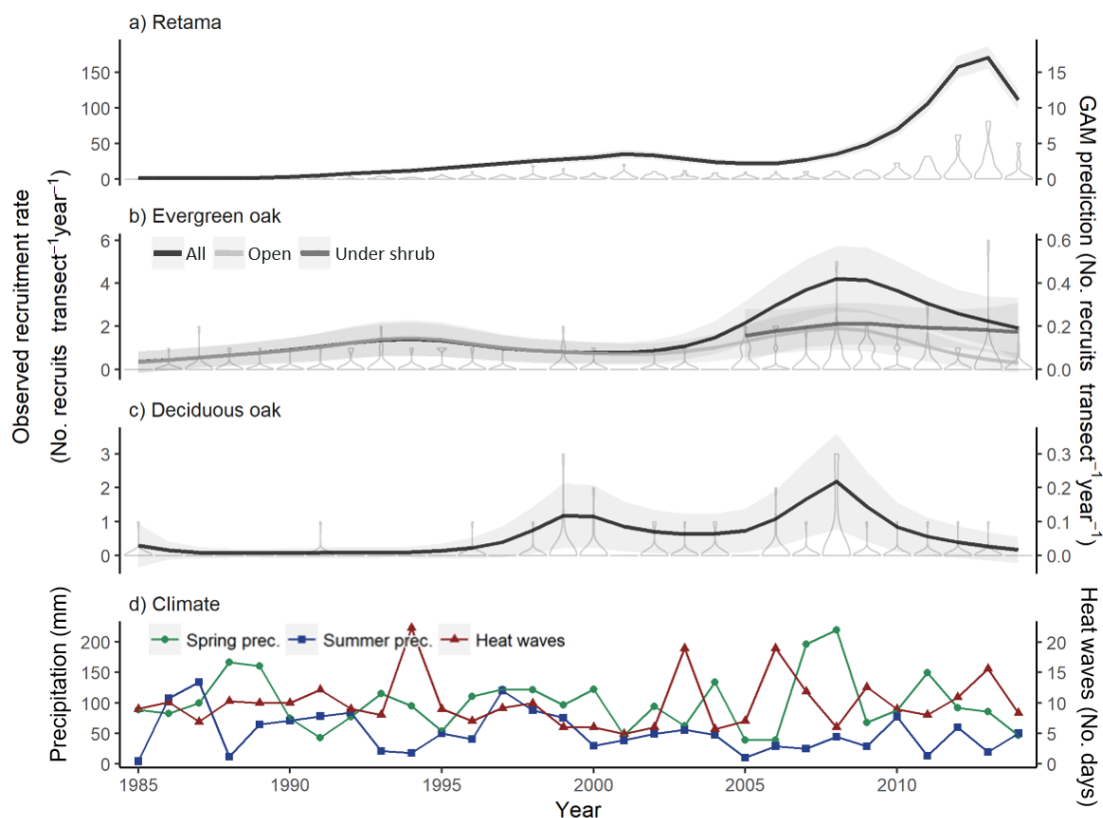 a) Retama
150
100
50
0
15
10
5
0
b) Evergreen oak
All Open Under shrub
6
4
2
0
0.6
0.4
0.2
0.0
c) Deciduous oak
3
2
1
0
0.3
0.2
0.1
0.0
d) Climate
Spring prec. Summer prec. Heat waves
200
150
100
50
0
20
15
10
5
0
1985 1990 1995 2000 2005 2010
Year
Observed recruitment rate
(No. recruits transect⁻¹year⁻¹)
GAM prediction (No. recruits transect⁻¹year⁻¹)
Precipitation (mm)
Heat waves (No. days)